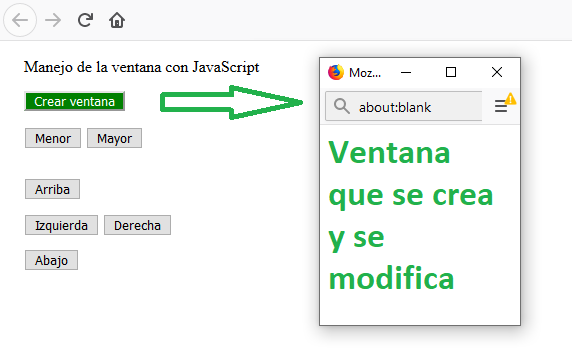 Manejo de la ventana con JavaScript
Crear ventana
Menor Mayor
Arriba
Izquierda Derecha
Abajo
Moz...
about:blank
Ventana
que se crea
y se
modifica